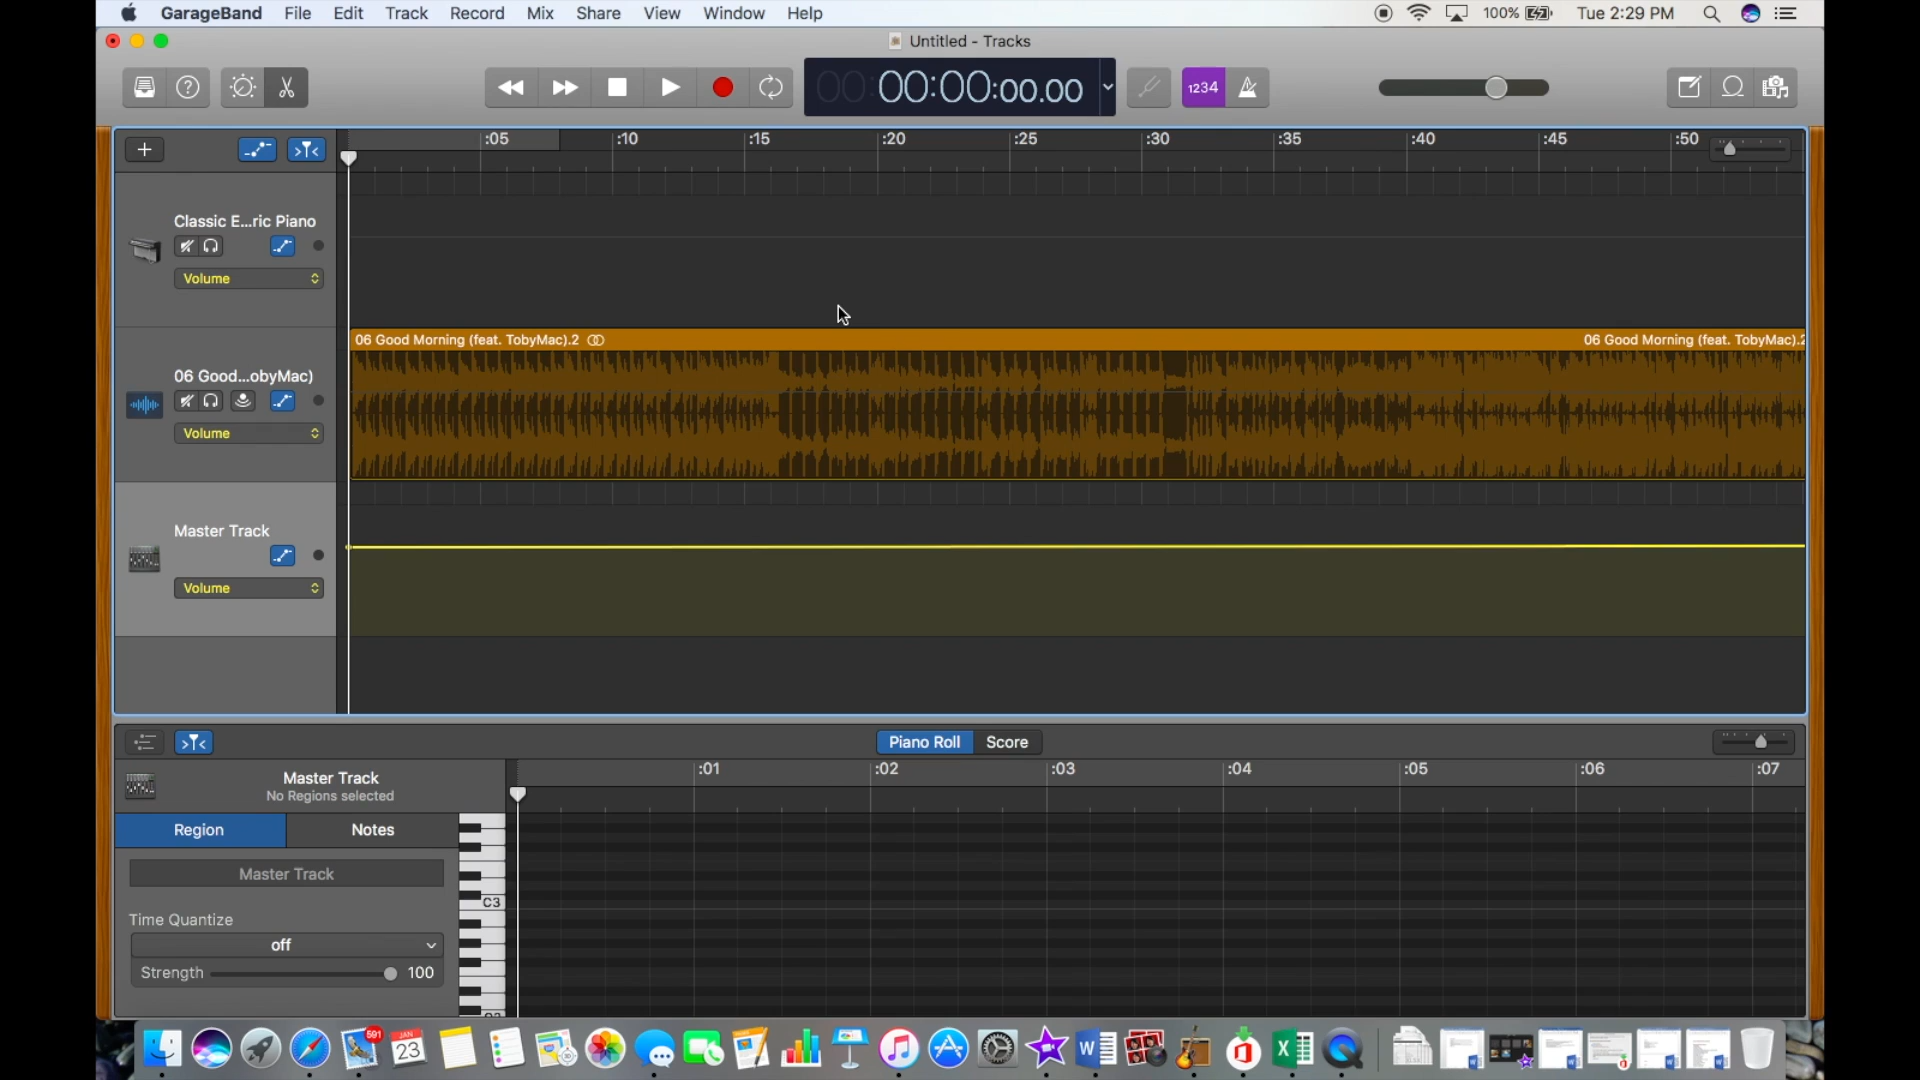 GarageBand File Edit Track Record Mix Share View Window Help 100% Tue 2:29 PM
Untitled - Tracks
00:00:00.00 1234
:05 :10 :15 :20 :25 :30 :35 :40 :45 :50
Classic E...ric Piano
Volume
06 Good Morning (feat. TobyMac).2 06 Good Morning (feat. TobyMac).2
06 Good...obyMac)
Volume
Master Track
Volume
Piano Roll Score
:01 :02 :03 :04 :05 :06 :07
Master Track
No Regions selected
Region Notes
Master Track
C3
Time Quantize
off
Strength 100
591
JAN
23